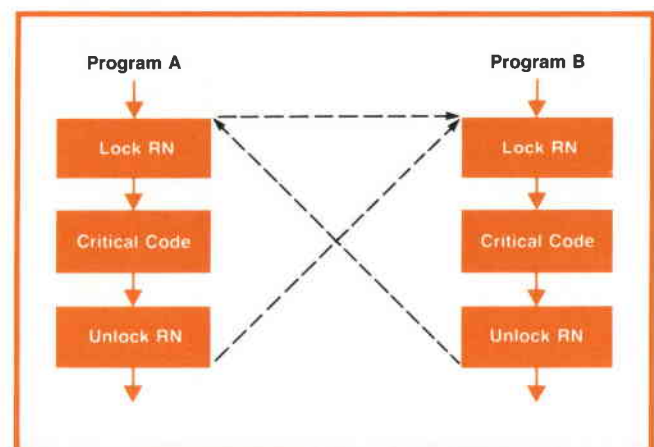 Program A
Lock RN
Critical Code
Unlock RN
Program B
Lock RN
Critical Code
Unlock RN